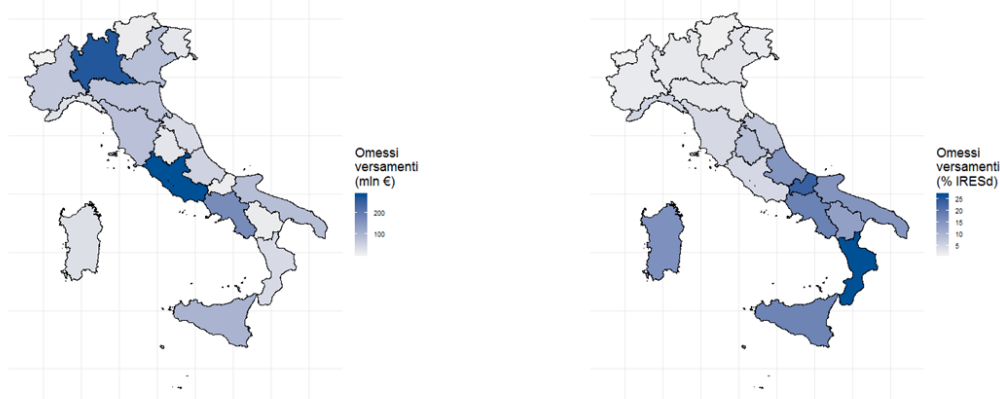 Omessi
versamenti
(mln €)
200
100
Omessi
versamenti
(% IRESd)
25
20
15
10
5